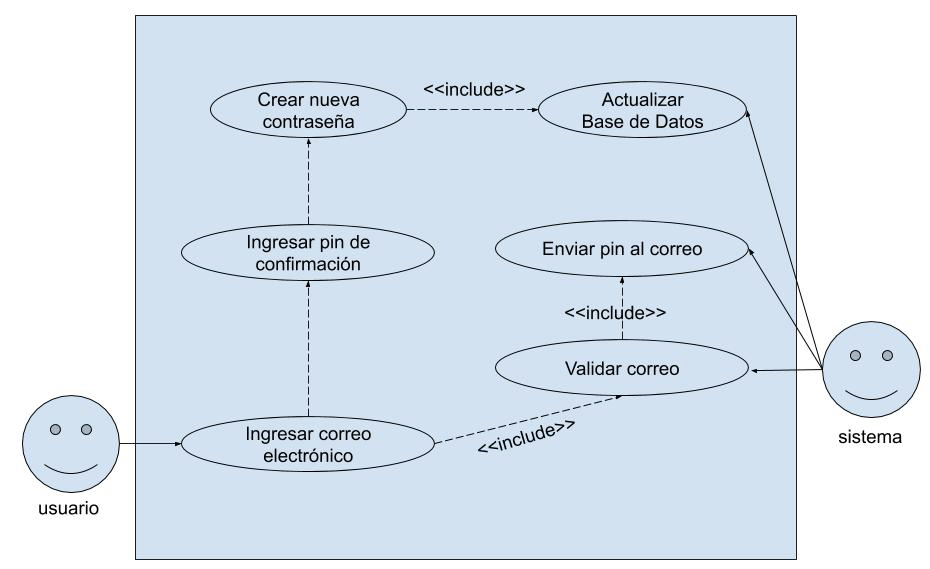 Crear nueva
contraseña
<<include>>
Actualizar
Base de Datos
Ingresar pin de
confirmación
Enviar pin al correo
<<include>>
Validar correo
Ingresar correo
electrónico
<<include>>
usuario
sistema